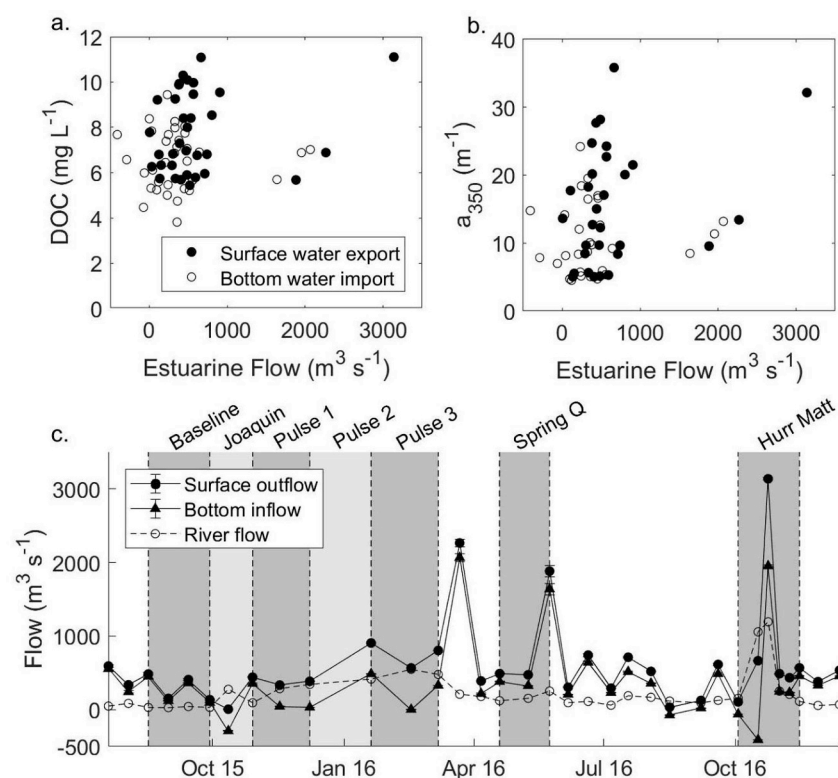 a.
12
10
8
6
4
2
0
DOC (mg L⁻¹)
Surface water export
Bottom water import
0 1000 2000 3000
Estuarine Flow (m³ s⁻¹)
b.
40
30
20
10
0
a₃₅₀ (m⁻¹)
0 1000 2000 3000
Estuarine Flow (m³ s⁻¹)
c.
Baseline
Joaquin
Pulse 1
Pulse 2
Pulse 3
Spring Q
Hurr Matt
Surface outflow
Bottom inflow
River flow
3000
2000
1000
0
-500
Flow (m³ s⁻¹)
Oct 15 Jan 16 Apr 16 Jul 16 Oct 16